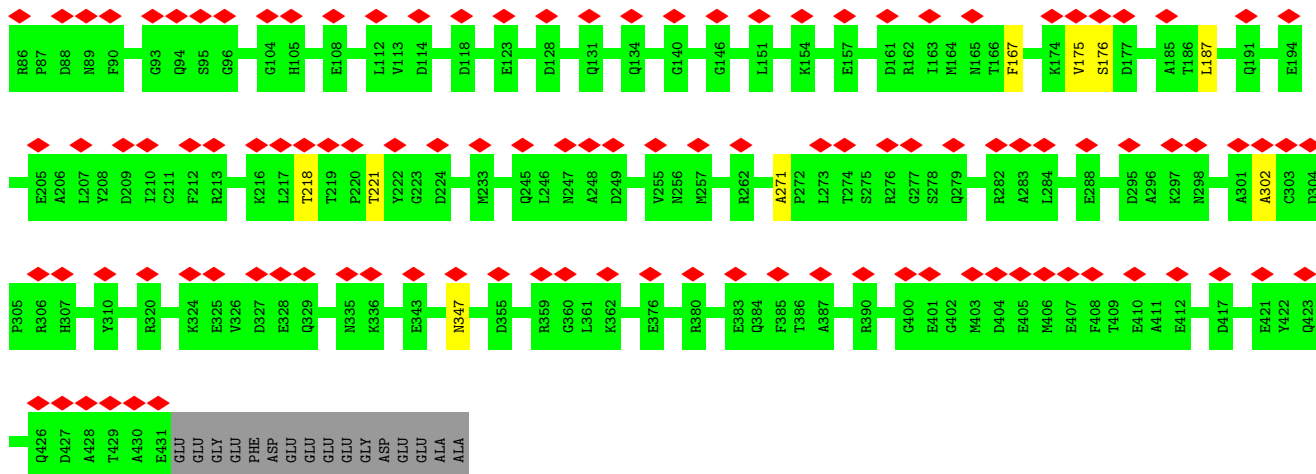 R86 P87 D88 N89 F90 G93 Q94 S95 G96 G104 H105 E108 L112 V113 D114 D118 E123 D128 Q131 Q134 G140 G146 L151 K154 E157 D161 R162 I163 M164 N165 T166 F167 K174 V175 S176 D177 A185 T186 L187 Q191 E194
E205 A206 L207 Y208 D209 I210 C211 F212 R213 K216 L217 T218 T219 P220 T221 Y222 G223 D224 M233 Q245 L246 N247 A248 D249 V255 N256 M257 R262 A271 P272 L273 T274 S275 R276 G277 S278 Q279 R282 A283 L284 E288 D295 A296 K297 N298 A301 A302 C303 D304
P305 R306 H307 Y310 R320 K324 E325 V326 D327 E328 Q329 N335 K336 E343 N347 D355 R359 G360 L361 K362 E376 R380 E383 Q384 F385 T386 A387 R390 G400 E401 G402 M403 D404 E405 M406 E407 F408 T409 E410 A411 E412 D417 E421 Y422 Q423
Q426 D427 A428 T429 A430 E431 GLU GLU GLY GLU PHE ASP GLU GLU GLU GLU GLY ASP GLU GLU ALA ALA